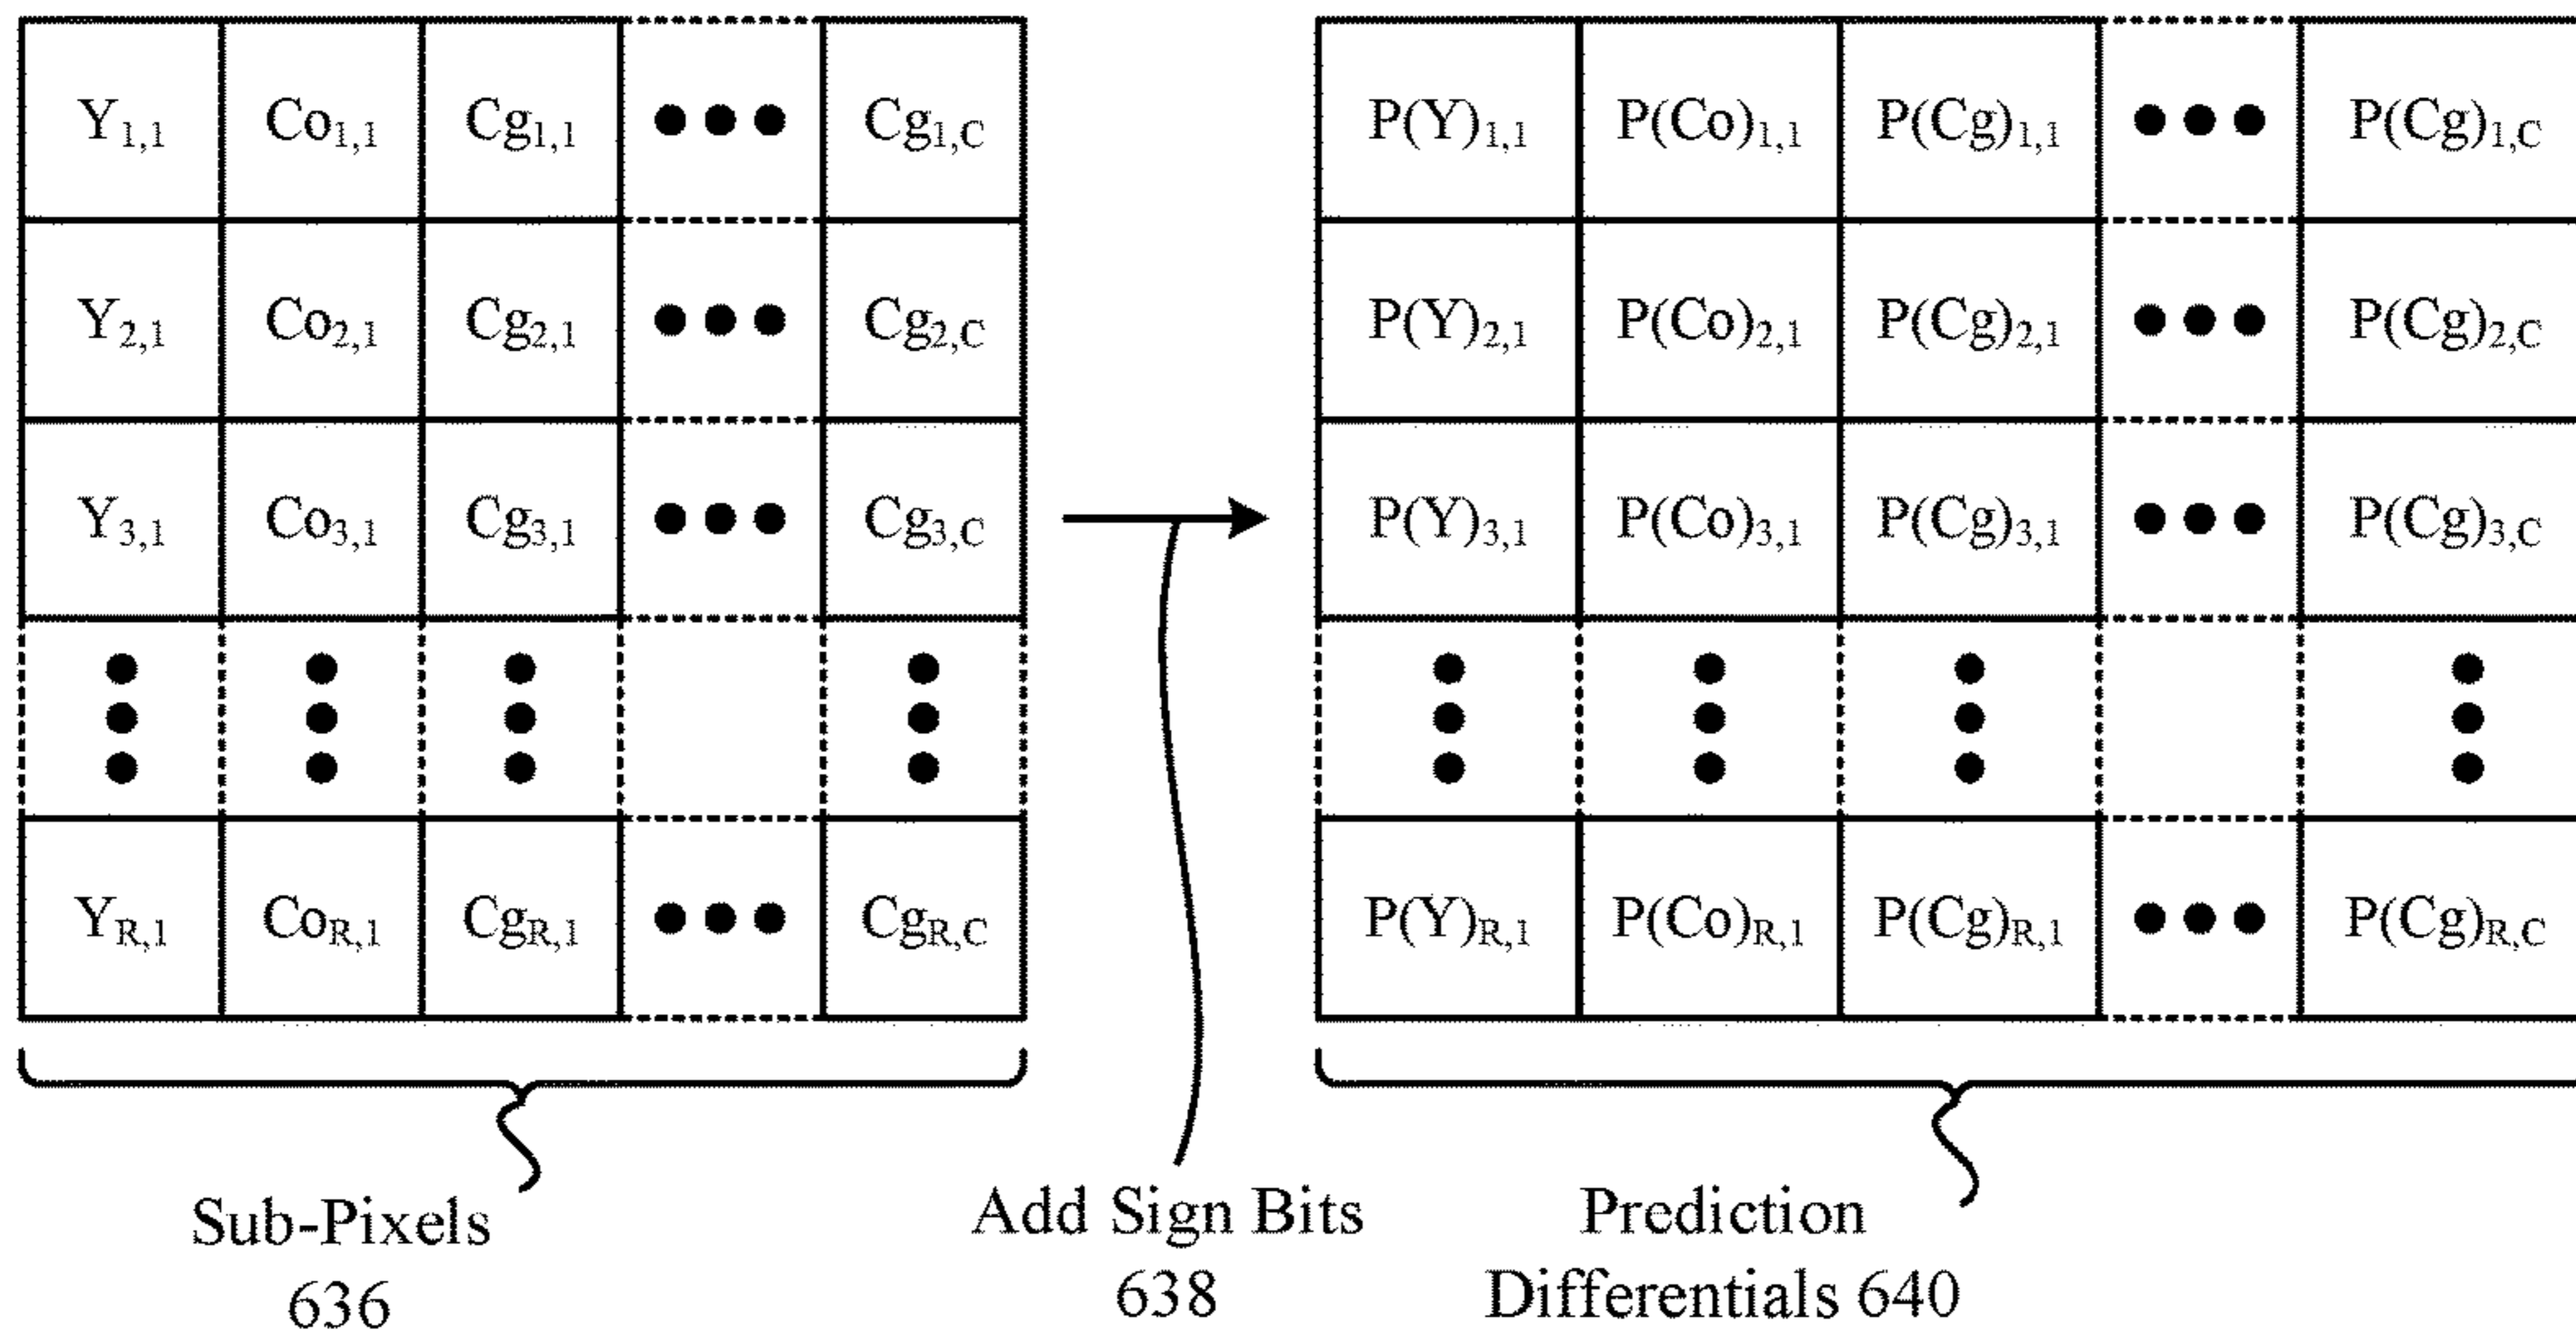 Y1,1 Co1,1 Cg1,1 ●●● Cg1,C P(Y)1,1 P(Co)1,1 P(Cg)1,1 ●●● P(Cg)1,C
Y2,1 Co2,1 Cg2,1 ●●● Cg2,C P(Y)2,1 P(Co)2,1 P(Cg)2,1 ●●● P(Cg)2,C
Y3,1 Co3,1 Cg3,1 ●●● Cg3,C P(Y)3,1 P(Co)3,1 P(Cg)3,1 ●●● P(Cg)3,C
YR,1 CoR,1 CgR,1 ●●● CgR,C P(Y)R,1 P(Co)R,1 P(Cg)R,1 ●●● P(Cg)R,C
Sub-Pixels
636
Add Sign Bits
638
Prediction
Differentials 640